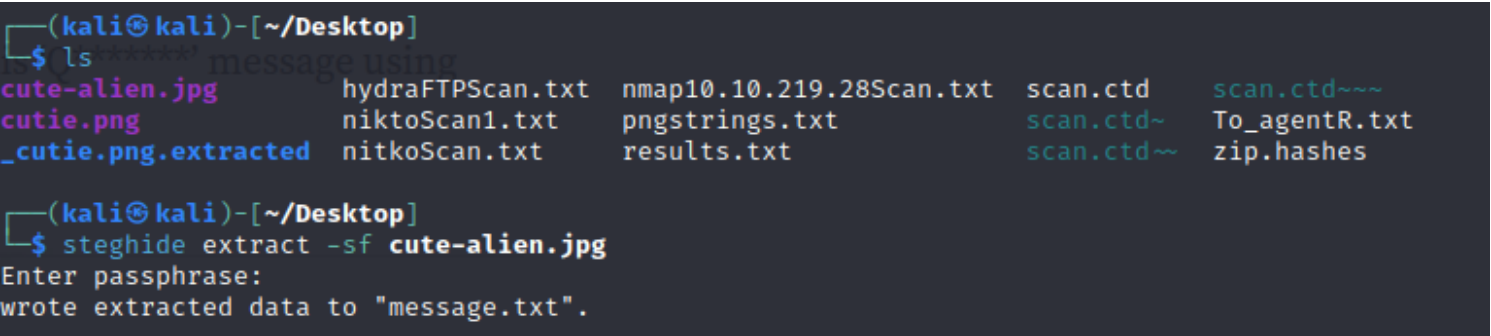 ┌──(kali㉿kali)-[~/Desktop]
└─$ ls
cute-alien.jpg hydraFTPScan.txt nmap10.10.219.28Scan.txt scan.ctd scan.ctd~~~
cutie.png niktoScan1.txt pngstrings.txt scan.ctd~ To_agentR.txt
_cutie.png.extracted nitkoScan.txt results.txt scan.ctd~~ zip.hashes
┌──(kali㉿kali)-[~/Desktop]
└─$ steghide extract -sf cute-alien.jpg
Enter passphrase:
wrote extracted data to "message.txt".